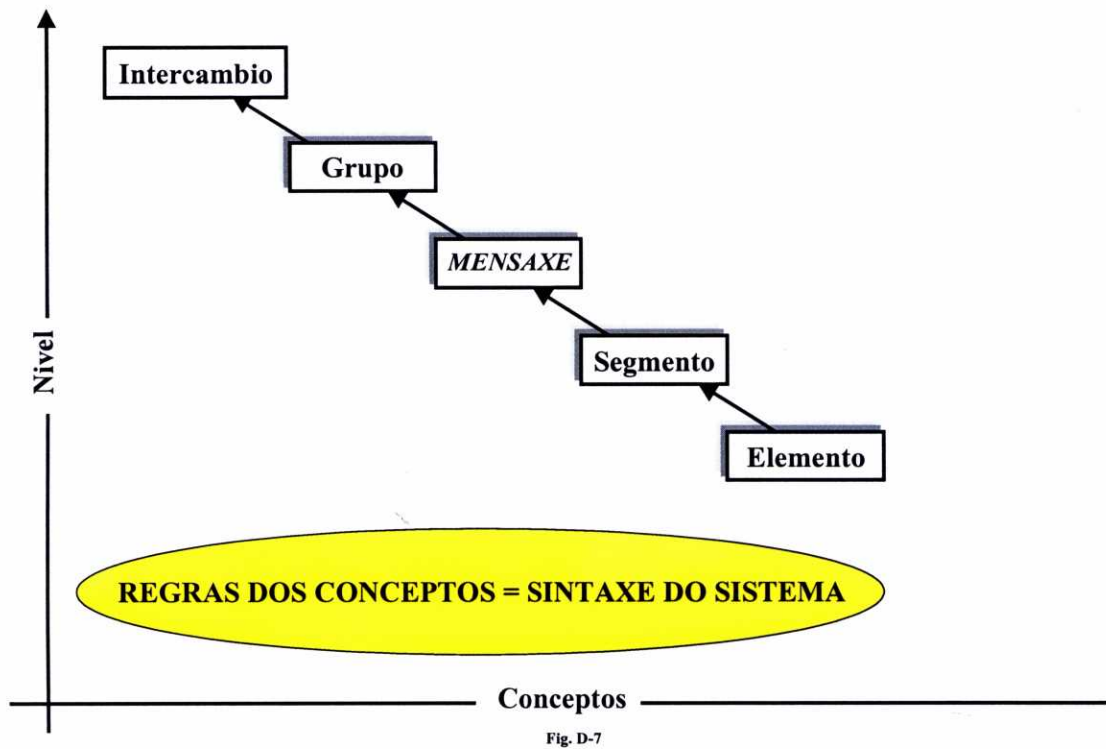 Intercambio
Grupo
MENSAXE
Segmento
Elemento
Nivel
REGRAS DOS CONCEPTOS = SINTAXE DO SISTEMA
Conceptos
Fig. D-7